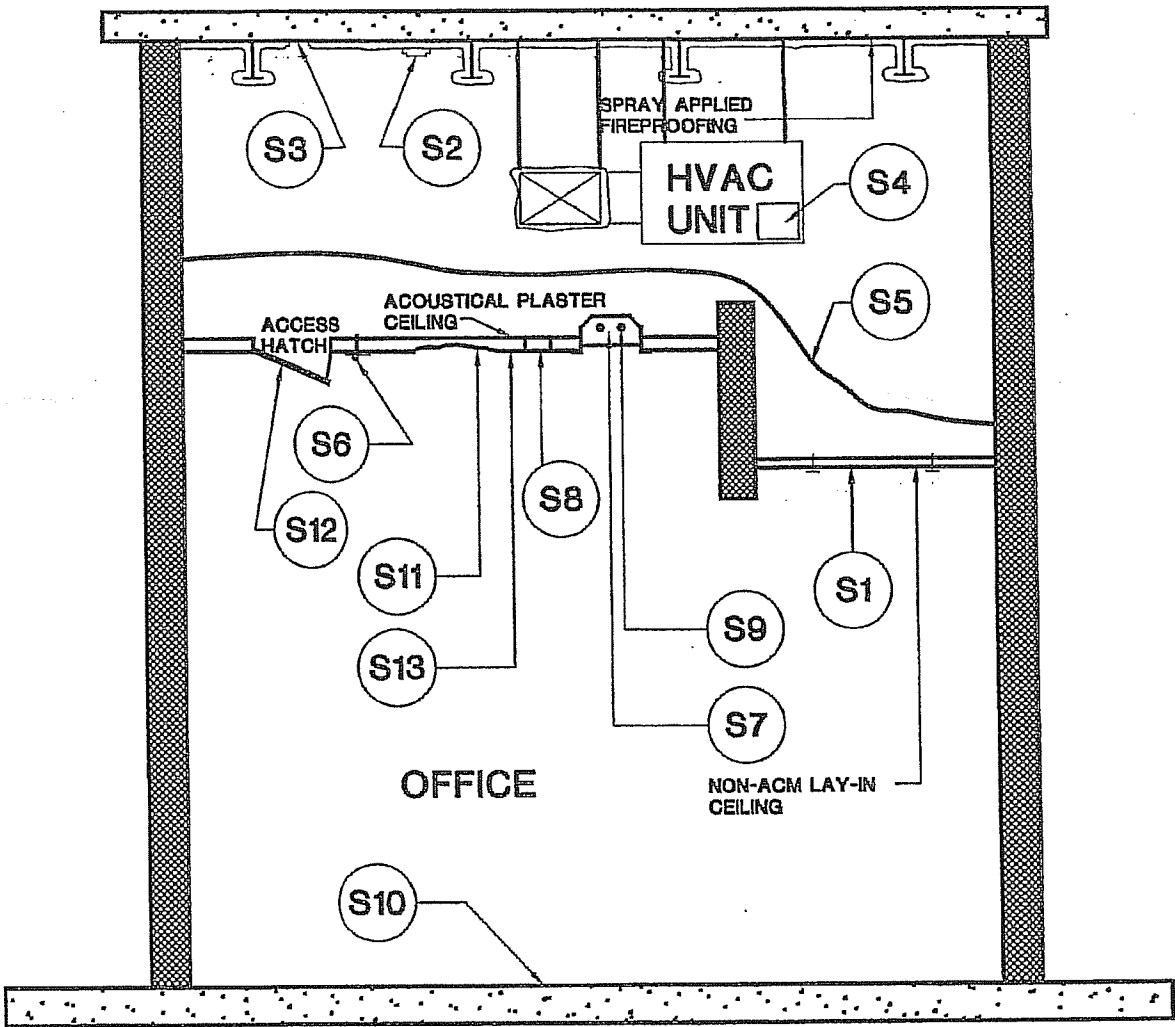 SPRAY APPLIED
FIREPROOFING
S3
S2
HVAC
UNIT
S4
S5
ACOUSTICAL PLASTER
CEILING
ACCESS
HATCH
S6
S8
S12
S11
S1
S9
S13
S7
OFFICE
NON-ACM LAY-IN
CEILING
S10